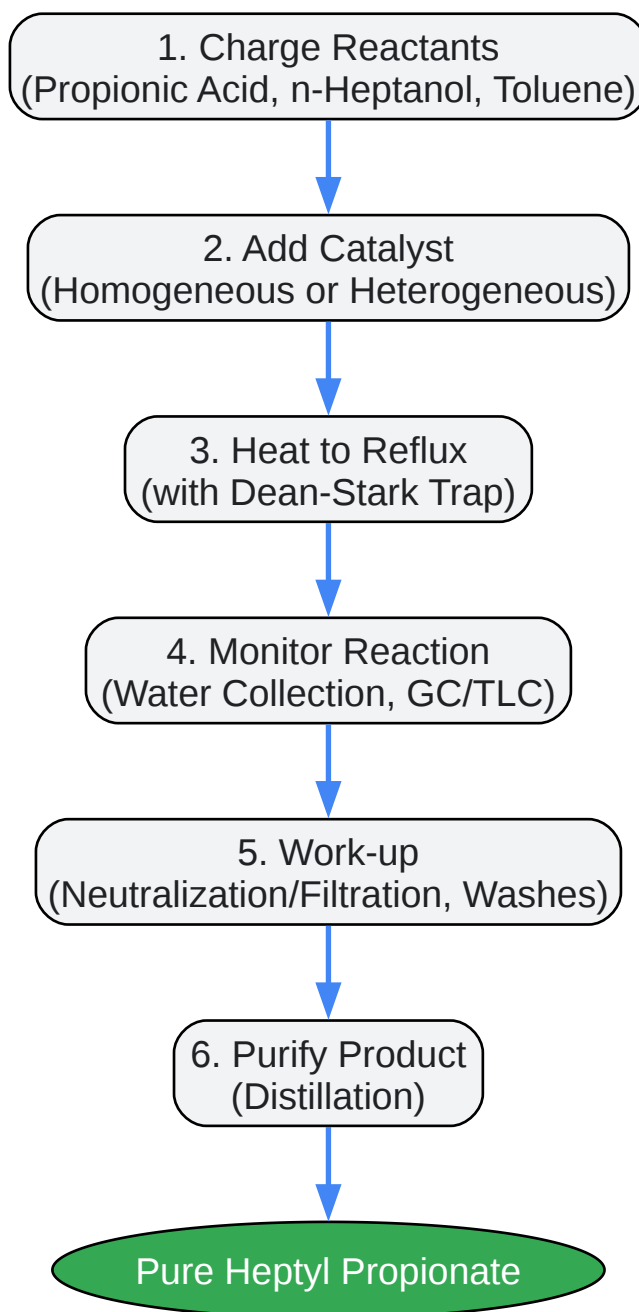 1. Charge Reactants
(Propionic Acid, n-Heptanol, Toluene)
2. Add Catalyst
(Homogeneous or Heterogeneous)
3. Heat to Reflux
(with Dean-Stark Trap)
4. Monitor Reaction
(Water Collection, GC/TLC)
5. Work-up
(Neutralization/Filtration, Washes)
6. Purify Product
(Distillation)
Pure Heptyl Propionate